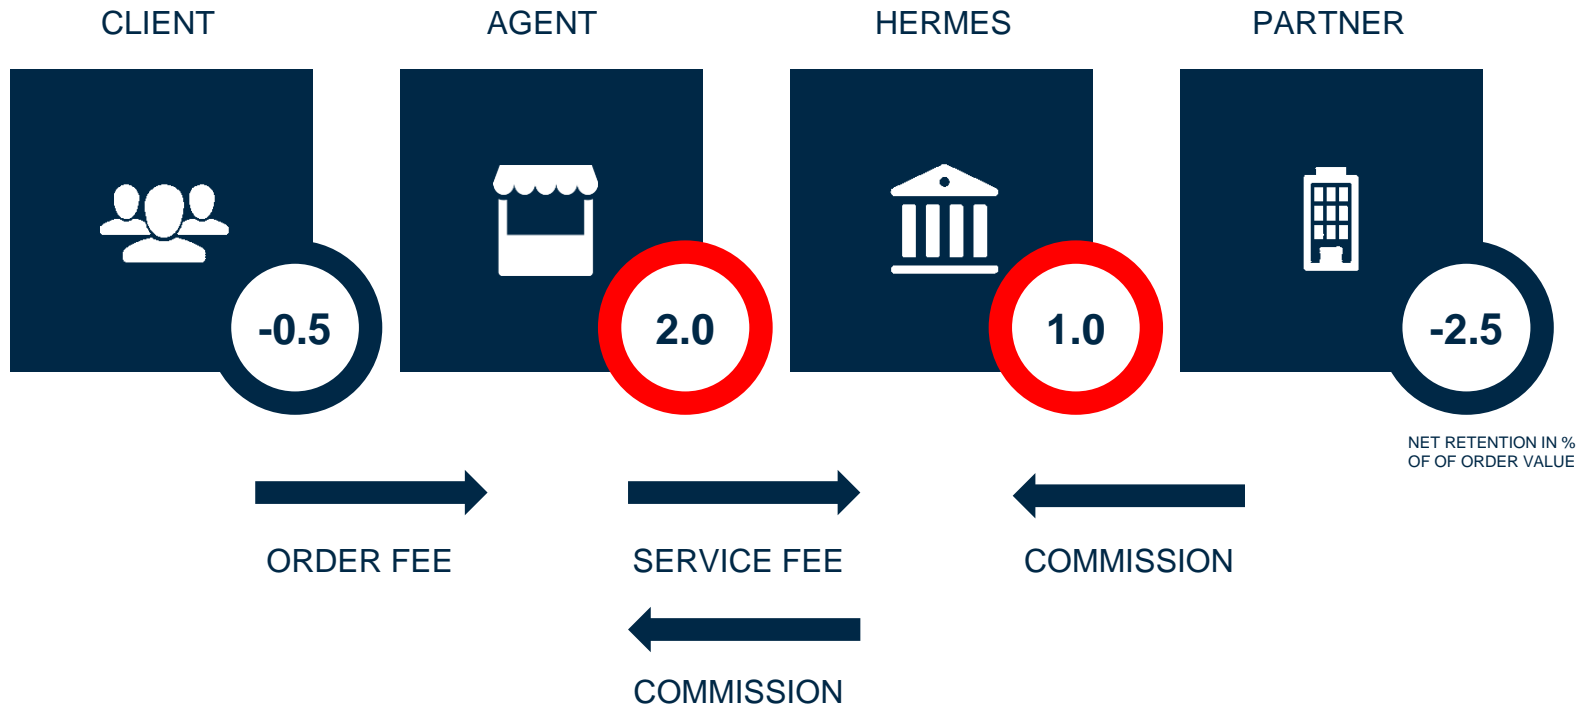 CLIENT
AGENT
HERMES
PARTNER
-0.5
2.0
1.0
-2.5
NET RETENTION IN %
OF OF ORDER VALUE
ORDER FEE
SERVICE FEE
COMMISSION
COMMISSION